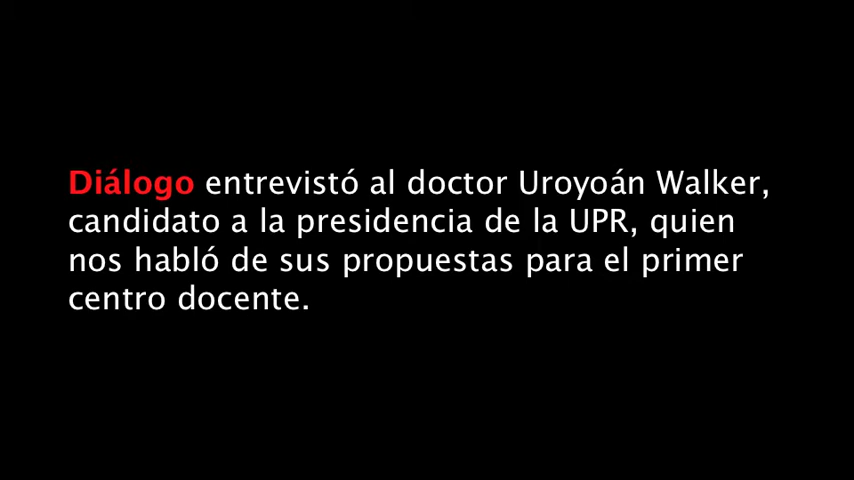 Diálogo entrevistó al doctor Uroyoán Walker,
candidato a la presidencia de la UPR, quien
nos habló de sus propuestas para el primer
centro docente.